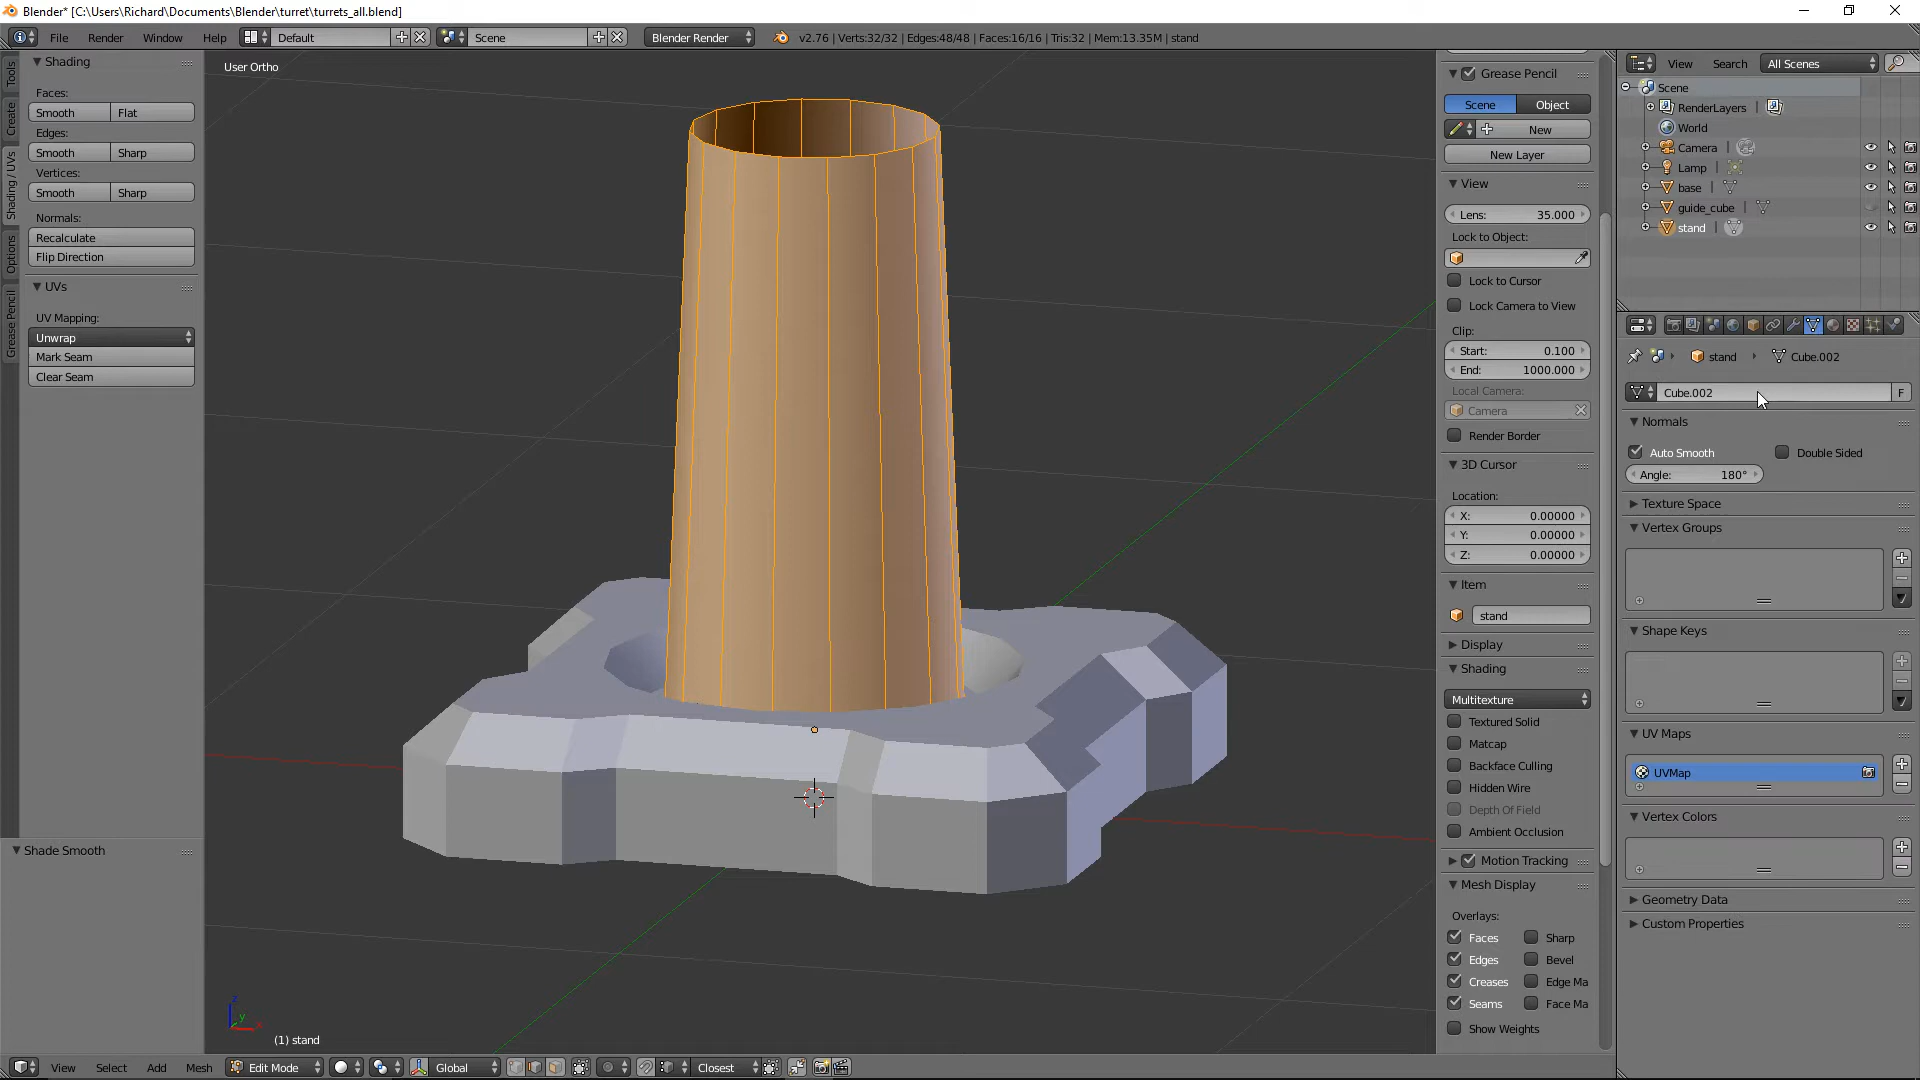 Blender* [C:\Users\Richard\Documents\Blender\turret\turrets_all.blend]
File Render Window Help Default Scene Blender Render v2.76 | Verts:32/32 | Edges:48/48 | Faces:16/16 | Tris:32 | Mem:13.35M | stand
Tools
Create
Shading / UVs
Options
Grease Pencil
Shading
Faces:
Smooth Flat
Edges:
Smooth Sharp
Vertices:
Smooth Sharp
Normals:
Recalculate
Flip Direction
UVs
UV Mapping:
Unwrap
Mark Seam
Clear Seam
Shade Smooth
User Ortho
z
y
x
(1) stand
View Select Add Mesh Edit Mode Global Closest
Grease Pencil
Scene Object
New
New Layer
View
Lens: 35.000
Lock to Object:
Lock to Cursor
Lock Camera to View
Clip:
Start: 0.100
End: 1000.000
Local Camera:
Camera
Render Border
3D Cursor
Location:
X: 0.00000
Y: 0.00000
Z: 0.00000
Item
stand
Display
Shading
Multitexture
Textured Solid
Matcap
Backface Culling
Hidden Wire
Depth Of Field
Ambient Occlusion
Motion Tracking
Mesh Display
Overlays:
Faces Sharp
Edges Bevel
Creases Edge Ma
Seams Face Ma
Show Weights
View Search All Scenes
Scene
RenderLayers |
World
Camera |
Lamp |
base |
guide_cube |
stand |
stand Cube.002
Cube.002 F
Normals
Auto Smooth Double Sided
Angle: 180°
Texture Space
Vertex Groups
Shape Keys
UV Maps
UVMap
Vertex Colors
Geometry Data
Custom Properties